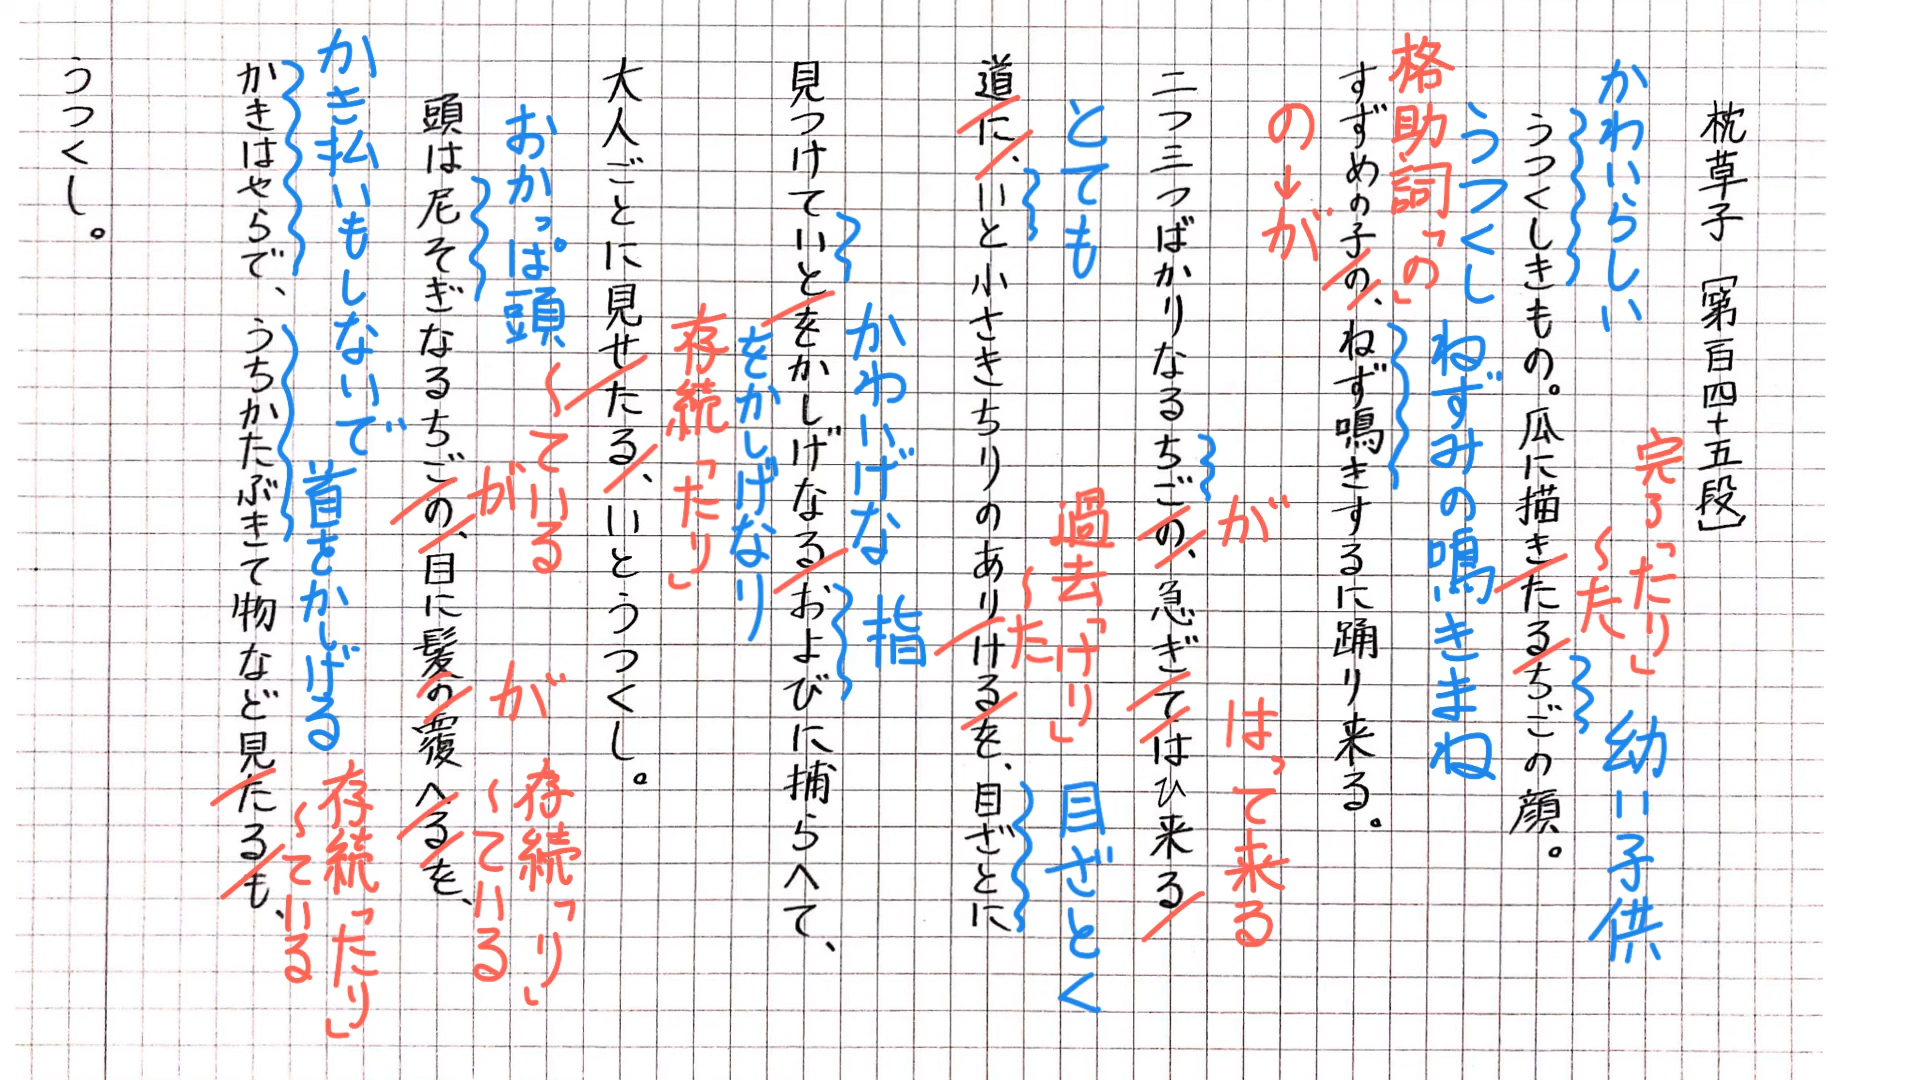 枕草子〔第百四十五段〕
完了「たり」
～た
かわいらしい
幼い子供
うつくしきもの。瓜に描きたるちごの顔。
うつくし
ねずみの鳴きまね
格助詞「の」
すずめの子の、ねず鳴きするに踊り来る。
の→が
が
はって来る
二つ三つばかりなるちごの、急ぎてはひ来る
とても
過去「けり」
～た
目ざとく
道に、いと小さきちりのありけるを、目ざとに
かわいげな
指
見つけていとをかしげなるおよびに捕らへて、
をかしげなり
存続「たり」
大人ごとに見せたる、いとうつくし。
～ている
おかっぱ頭
が
が
存続「り」
～ている
頭は尼そぎなるちごの、目に髪の覆へるを、
かき払いもしないで
首をかしげる
存続「たり」
～ている
かきはやらで、うちかたぶきて物など見たるも、
うつくし。